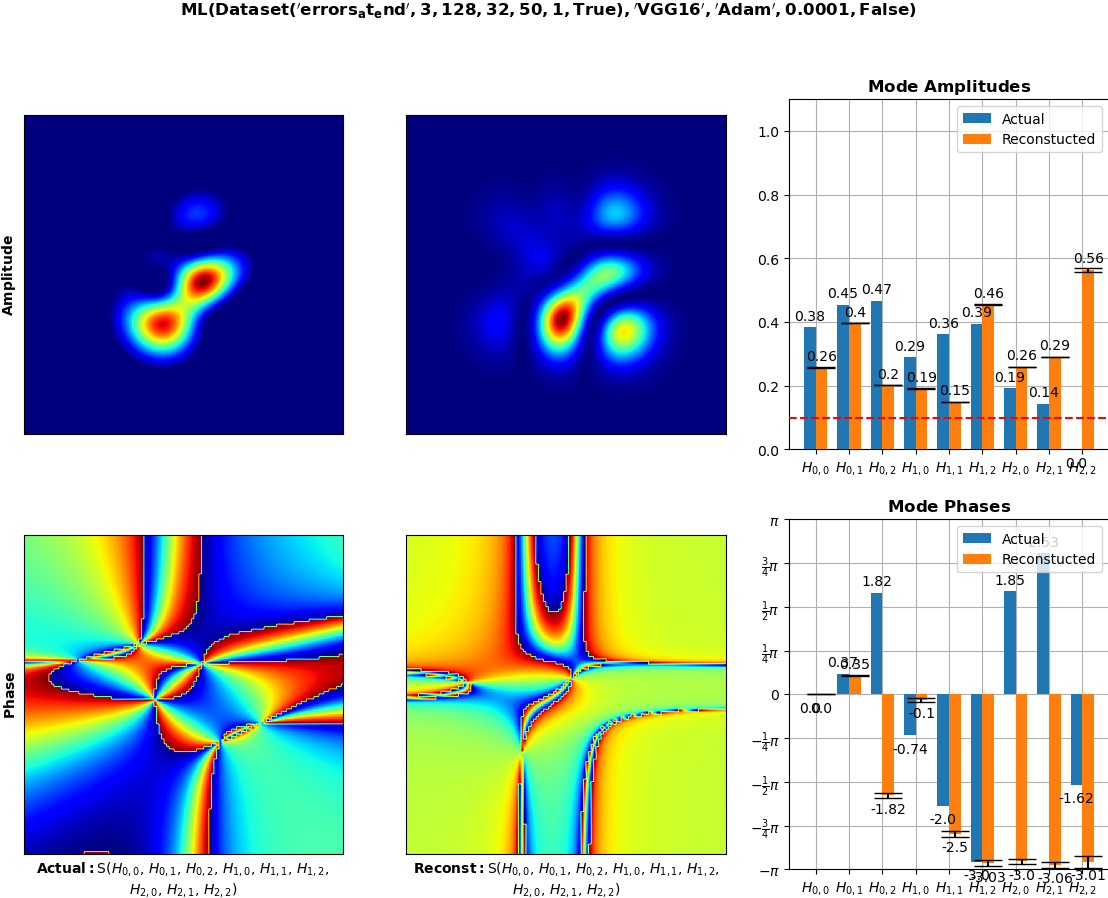 ML(Dataset('errors_at_end', 3, 128, 32, 50, 1, True), 'VGG16', 'Adam', 0.0001, False)
Amplitude
Mode Amplitudes
Actual
Reconstucted
1.0
0.8
0.6
0.4
0.2
0.0
0.38
0.26
0.45
0.4
0.47
0.2
0.29
0.19
0.36
0.15
0.39
0.46
0.19
0.26
0.14
0.29
0.0
0.56
H0,0 H0,1 H0,2 H1,0 H1,1 H1,2 H2,0 H2,1 H2,2
Phase
Actual: S(H0,0, H0,1, H0,2, H1,0, H1,1, H1,2,
H2,0, H2,1, H2,2)
Reconst: S(H0,0, H0,1, H0,2, H1,0, H1,1, H1,2,
H2,0, H2,1, H2,2)
Mode Phases
Actual
Reconstucted
π
3/4π
1/2π
1/4π
0
−1/4π
−1/2π
−3/4π
−π
0.0
0.0
0.37
0.35
1.82
-1.82
-0.74
-0.1
-2.0
-2.5
-3.0
-3.03
1.85
-3.0
-3.06
-1.62
-3.01
H0,0 H0,1 H0,2 H1,0 H1,1 H1,2 H2,0 H2,1 H2,2